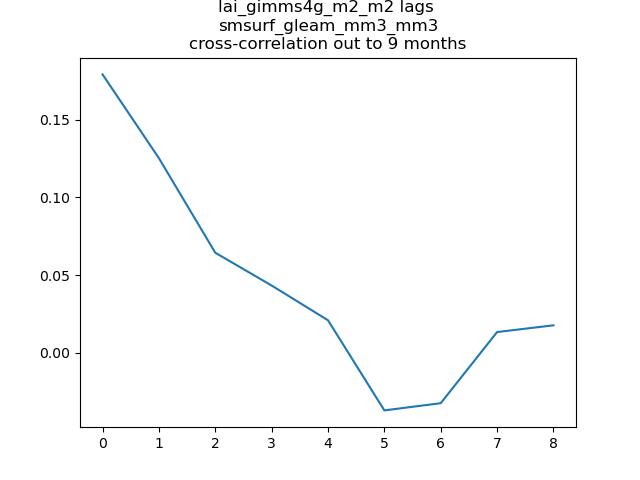 lai_gimms4g_m2_m2 lags
smsurf_gleam_mm3_mm3
cross-correlation out to 9 months
0.15
0.10
0.05
0.00
0 1 2 3 4 5 6 7 8